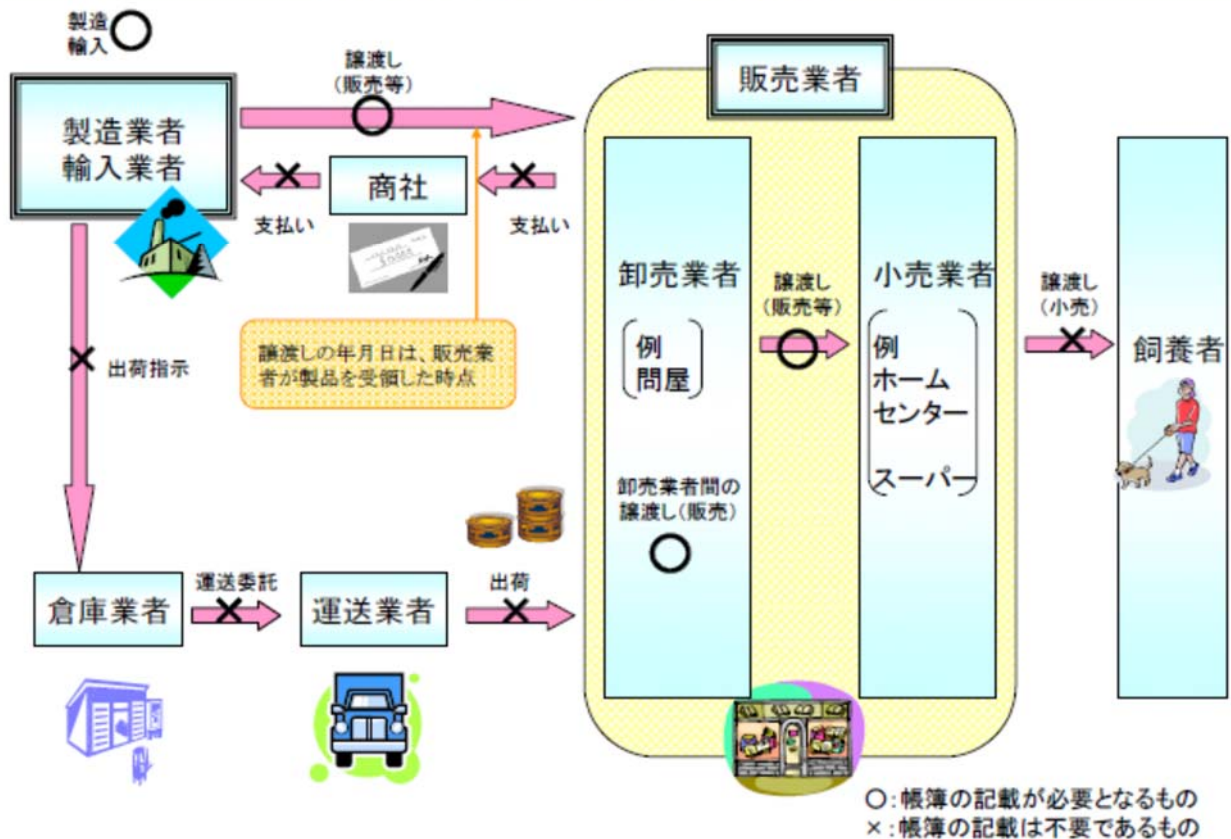 製造
輸入
譲渡し
(販売等)
販売業者
製造業者
輸入業者
商社
支払い
支払い
卸売業者
例
問屋
譲渡し
(販売等)
小売業者
例
ホーム
センター
スーパー
譲渡し
(小売)
飼養者
出荷指示
譲渡しの年月日は、販売業
者が製品を受領した時点
卸売業者間の
譲渡し(販売)
倉庫業者
運送委託
運送業者
出荷
○:帳簿の記載が必要となるもの
×:帳簿の記載は不要であるもの